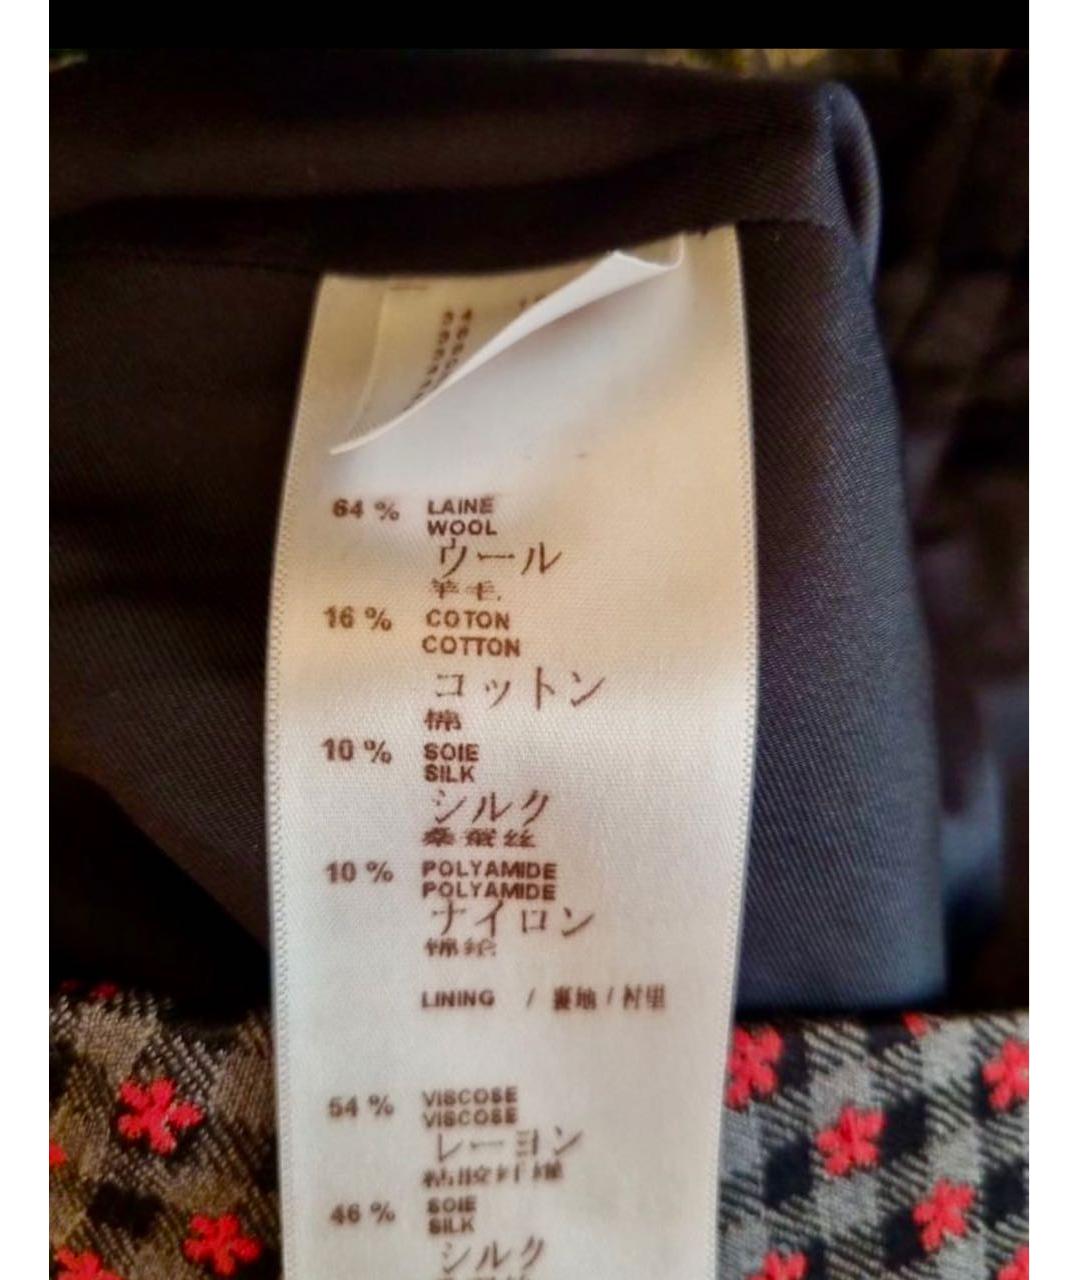 64 % LAINE
WOOL
ウール
羊毛
16 % COTON
COTTON
コットン
棉
10 % SOIE
SILK
シルク
桑蚕丝
10 % POLYAMIDE
POLYAMIDE
ナイロン
锦纶
LINING / 裏地 / 衬里
54 % VISCOSE
VISCOSE
レーヨン
粘胶纤维
46 % SOIE
SILK
シルク